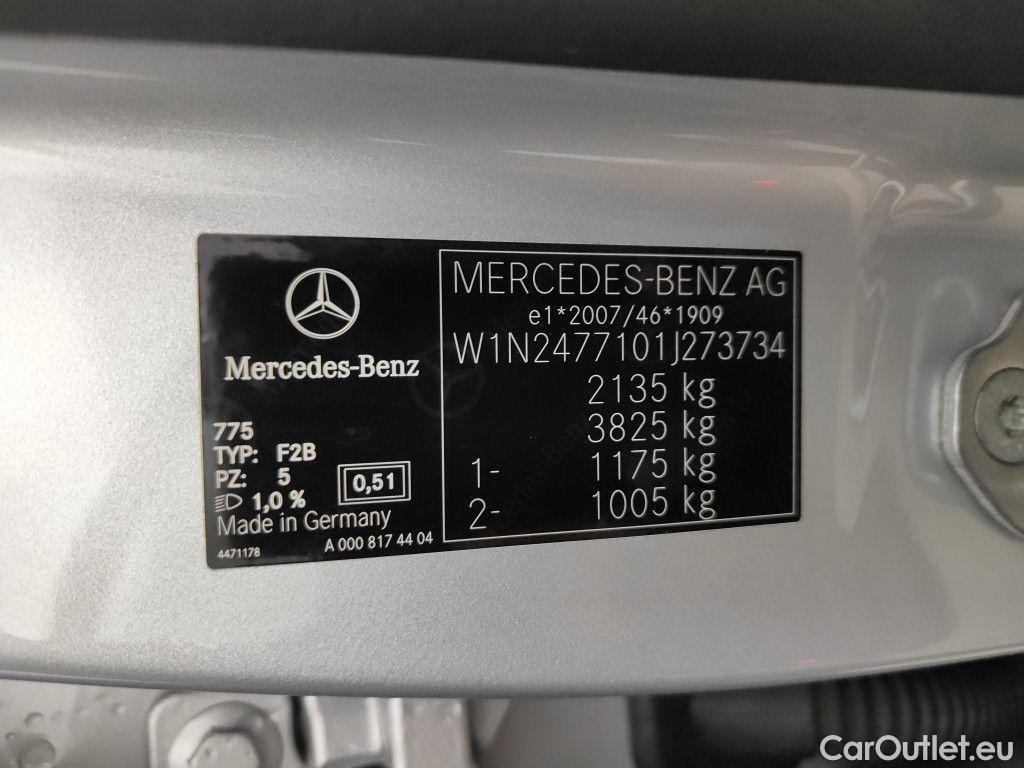 Mercedes-Benz
775
TYP: F2B
PZ: 5
1,0 %
0,51
Made in Germany
4471178
A 000 817 44 04
MERCEDES-BENZ AG
e1*2007/46*1909
W1N2477101J273734
2135 kg
3825 kg
1- 1175 kg
2- 1005 kg
CarOutlet.eu